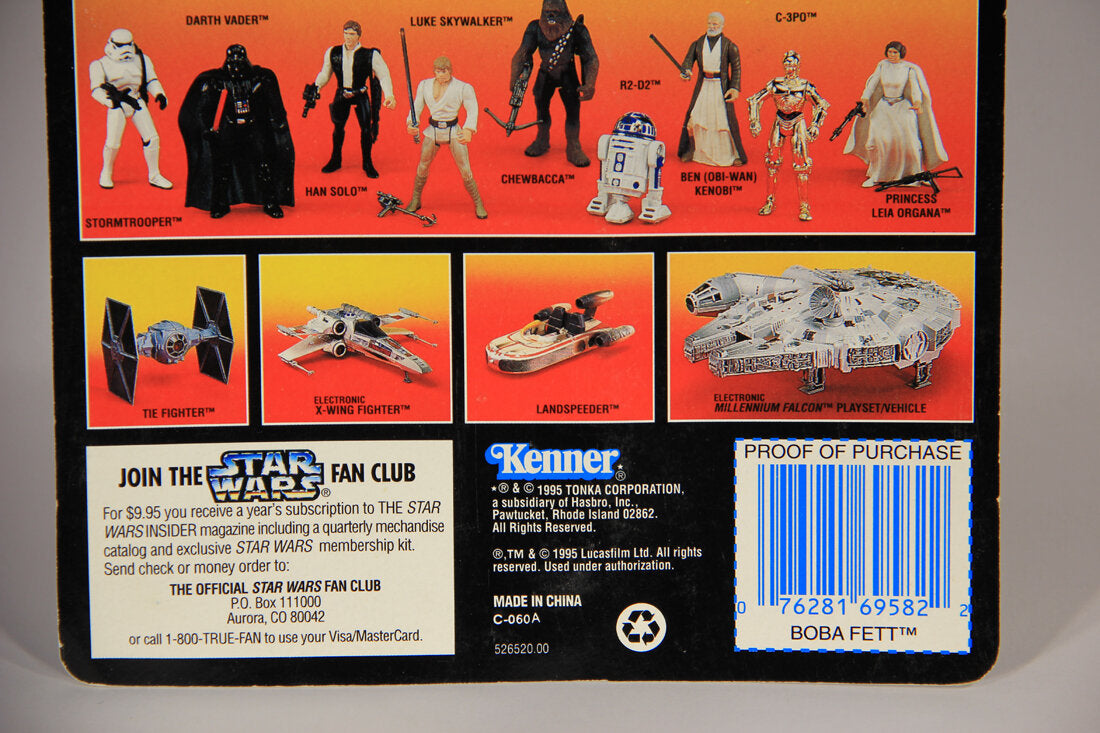 DARTH VADER™
LUKE SKYWALKER™
C-3PO™
R2-D2™
HAN SOLO™
CHEWBACCA™
BEN (OBI-WAN)
KENOBI™
STORMTROOPER™
PRINCESS
LEIA ORGANA™
TIE FIGHTER™
ELECTRONIC
X-WING FIGHTER™
LANDSPEEDER™
ELECTRONIC
MILLENNIUM FALCON™ PLAYSET/VEHICLE
JOIN THE STAR WARS® FAN CLUB
For $9.95 you receive a year's subscription to THE STAR
WARS INSIDER magazine including a quarterly mechandise
catalog and exclusive STAR WARS membership kit.
Send check or money order to:
THE OFFICIAL STAR WARS FAN CLUB
P.O. Box 111000
Aurora, CO 80042
or call 1-800-TRUE-FAN to use your Visa/MasterCard.
Kenner®
*® & © 1995 TONKA CORPORATION,
a subsidiary of Hasbro, Inc.,
Pawtucket, Rhode Island 02862.
All Rights Reserved.
®,TM & © 1995 Lucasfilm Ltd. All rights
reserved. Used under authorization.
MADE IN CHINA
C-060A
526520.00
PROOF OF PURCHASE
0 76281 69582 2
BOBA FETT™